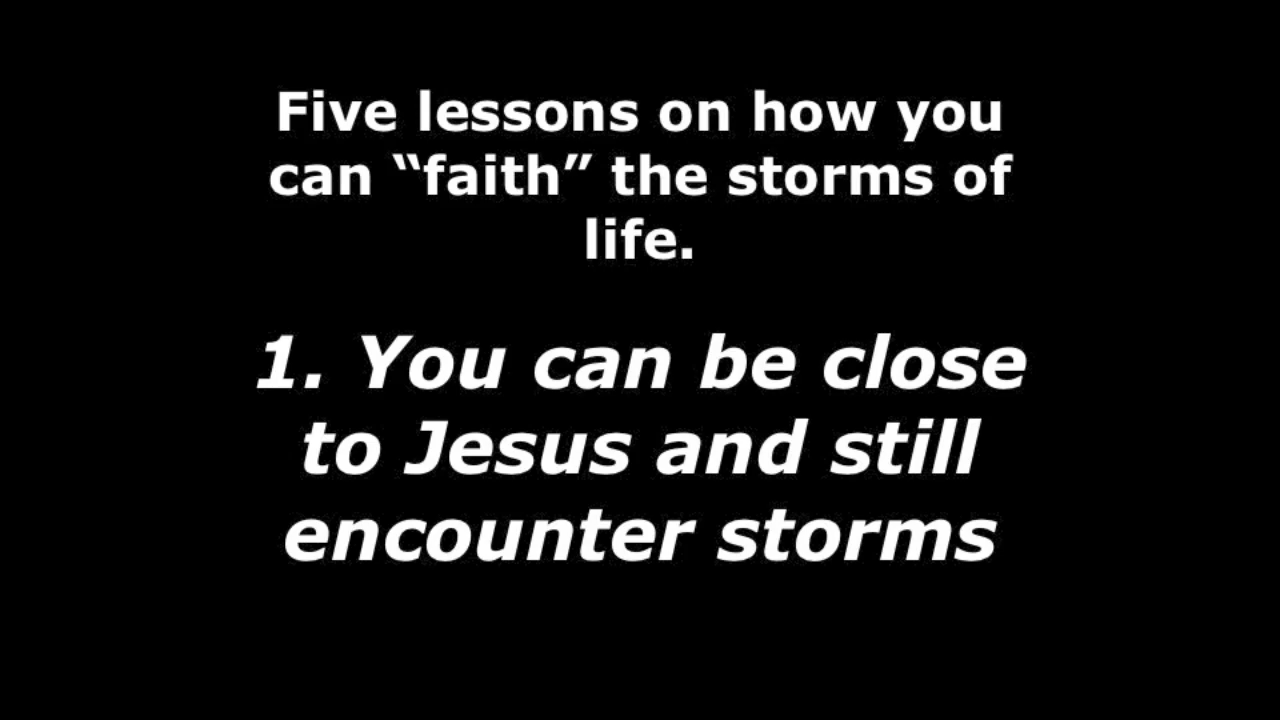 Five lessons on how you
can “faith” the storms of
life.
1. You can be close
to Jesus and still
encounter storms